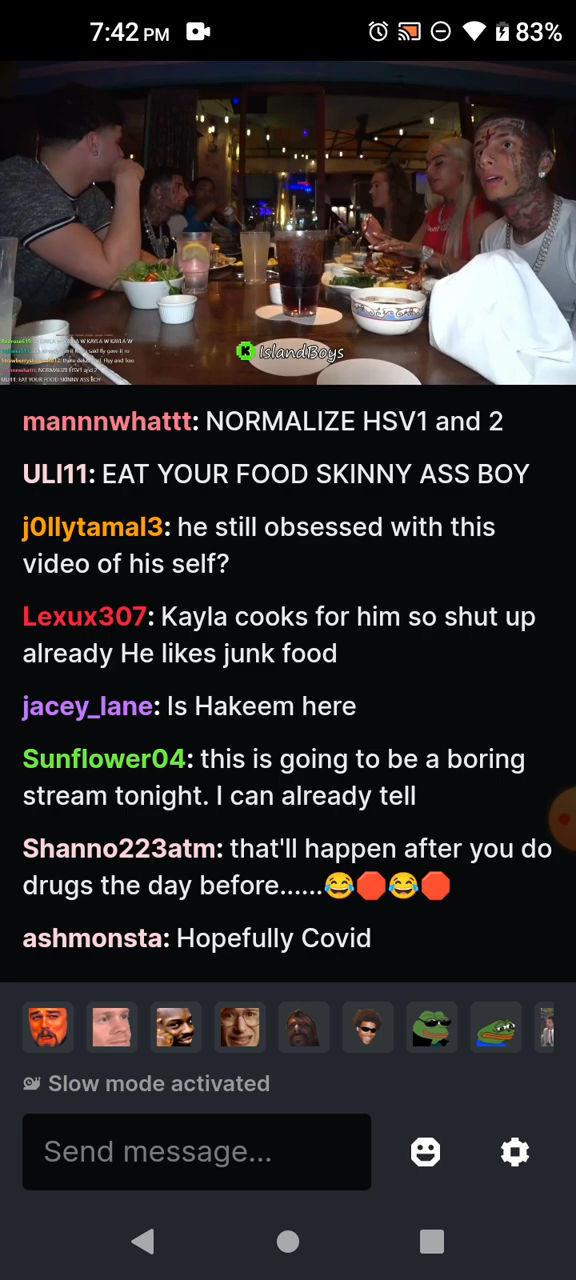 7:42 PM
83%
IslandBoys
mannnwhattt: NORMALIZE HSV1 and 2
ULI11: EAT YOUR FOOD SKINNY ASS BOY
j0llytamal3: he still obsessed with this
video of his self?
Lexux307: Kayla cooks for him so shut up
already He likes junk food
jacey_lane: Is Hakeem here
Sunflower04: this is going to be a boring
stream tonight. I can already tell
Shanno223atm: that'll happen after you do
drugs the day before......😂🛑😂🛑
ashmonsta: Hopefully Covid
Slow mode activated
Send message...